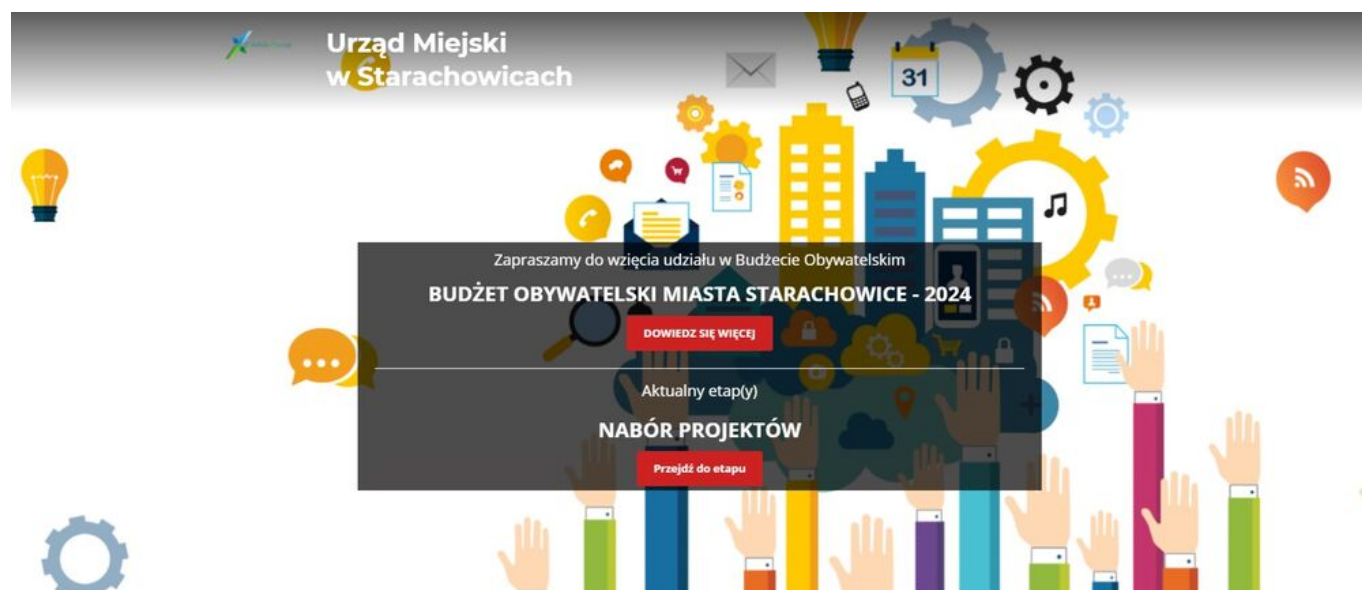 Urząd Miejski
w Starachowicach
31
Zapraszamy do wzięcia udziału w Budżecie Obywatelskim
BUDŻET OBYWATELSKI MIASTA STARACHOWICE - 2024
DOWIEDZ SIĘ WIĘCEJ
Aktualny etap(y)
NABÓR PROJEKTÓW
Przejdź do etapu